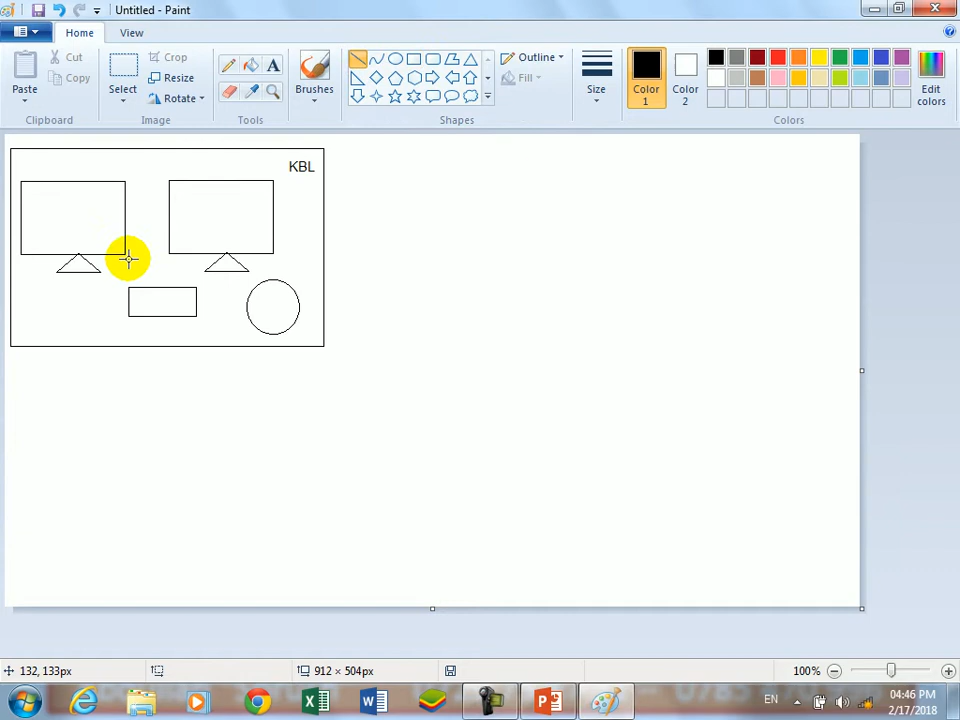 Untitled - Paint
Home
View
Paste
Cut
Copy
Clipboard
Select
Crop
Resize
Rotate
Image
A
Tools
Brushes
Outline
Fill
Shapes
Size
Color 1
Color 2
Edit colors
Colors
KBL
132, 133px
912 × 504px
100%
EN
04:46 PM
2/17/2018